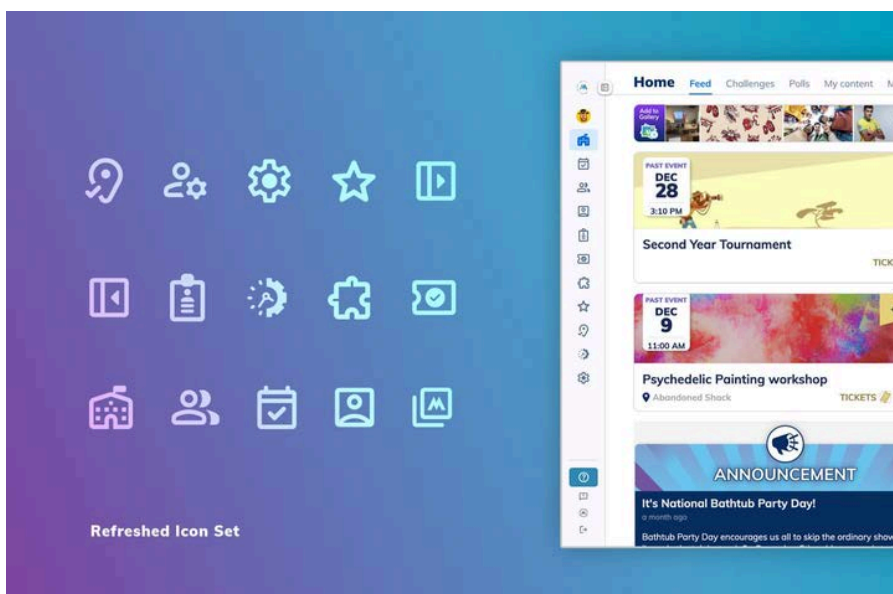 Refreshed Icon Set
Home Feed Challenges Polls My content
Add to
Gallery
PAST EVENT
DEC
28
3:10 PM
Second Year Tournament
PAST EVENT
DEC
9
11:00 AM
Psychedelic Painting workshop
Abandoned Shack TICKETS
ANNOUNCEMENT
It's National Bathtub Party Day!
a month ago
Bathtub Party Day encourages us all to skip the ordinary